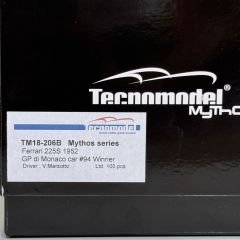 Tecnomodel
Mytho
Tecnomodel
TM18-206B Mythos series
Ferrari 225S 1952
GP di Monaco car #94 Winner
Driver : V.Marzotto Ltd. 100 pcs